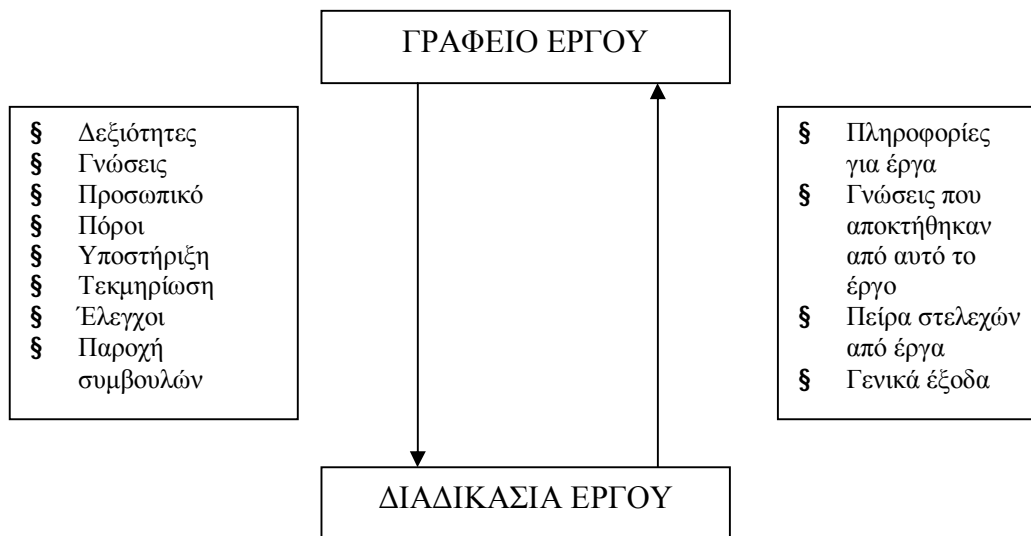 ΓΡΑΦΕΙΟ ΕΡΓΟΥ
§ Δεξιότητες
§ Γνώσεις
§ Προσωπικό
§ Πόροι
§ Υποστήριξη
§ Τεκμηρίωση
§ Έλεγχοι
§ Παροχή
συμβουλών
§ Πληροφορίες
για έργα
§ Γνώσεις που
αποκτήθηκαν
από αυτό το
έργο
§ Πείρα στελεχών
από έργα
§ Γενικά έξοδα
ΔΙΑΔΙΚΑΣΙΑ ΕΡΓΟΥ